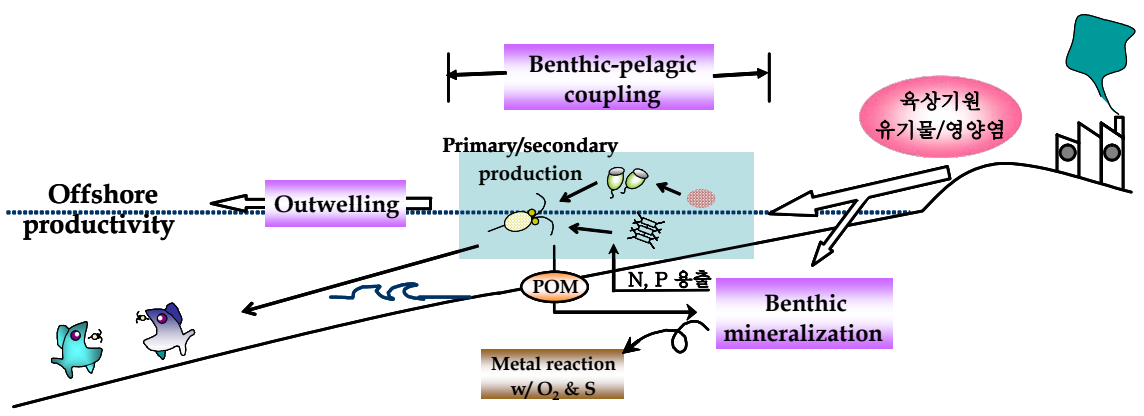 Benthic-pelagic
coupling
육상기원
유기물/영양염
Primary/secondary
production
Offshore
productivity
Outwelling
POM
N, P 용출
Benthic
mineralization
Metal reaction
w/ O₂ & S